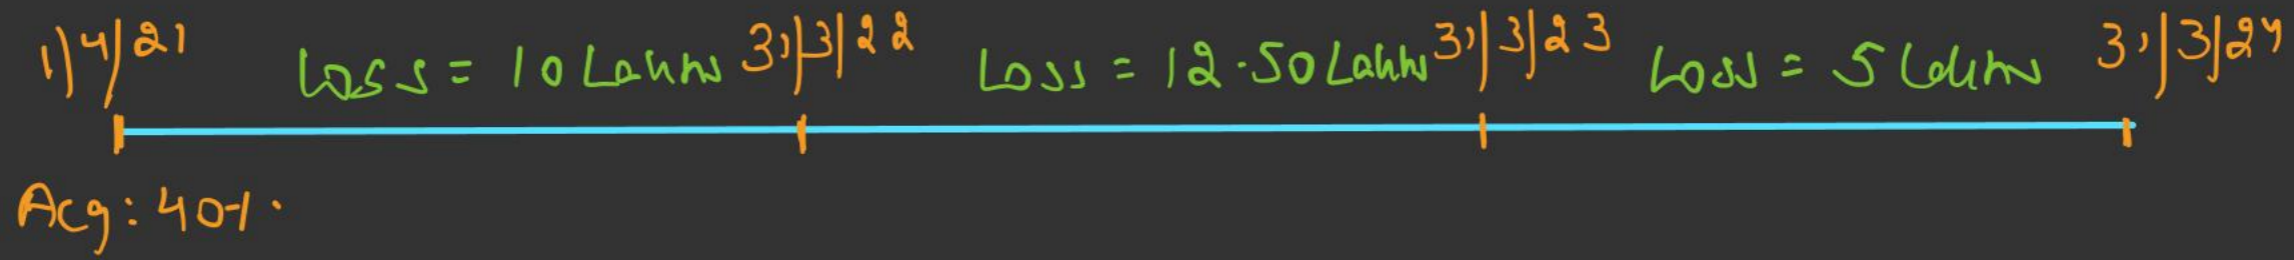 1/4/21 Loss = 10 Lakhs 31/3/22 Loss = 12.50 Lakhs 31/3/23 Loss = 5 Lakhs 31/3/24
Acq: 40%.